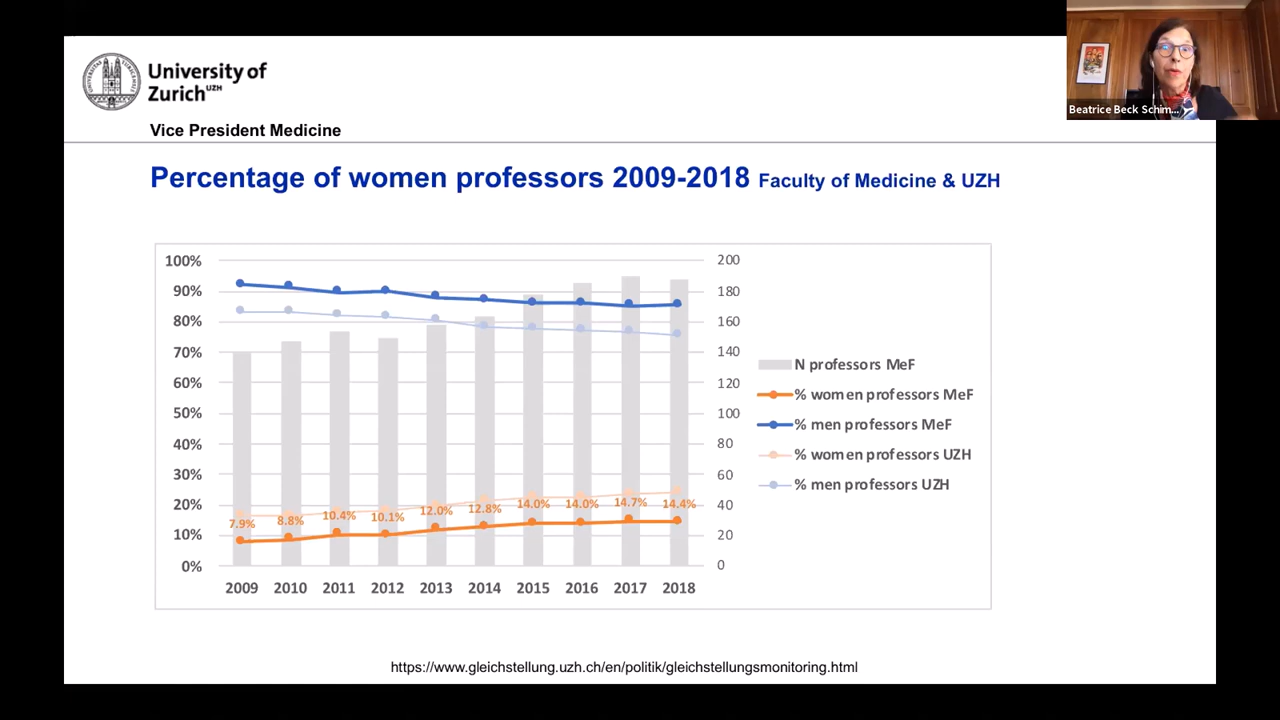 University of
Zurich UZH
Vice President Medicine
Beatrice Beck Schim...
Percentage of women professors 2009-2018 Faculty of Medicine & UZH
100%
90%
80%
70%
60%
50%
40%
30%
20%
10%
0%
200
180
160
140
120
100
80
60
40
20
0
7.9%
8.8%
10.4%
10.1%
12.0%
12.8%
14.0%
14.0%
14.7%
14.4%
2009 2010 2011 2012 2013 2014 2015 2016 2017 2018
N professors MeF
% women professors MeF
% men professors MeF
% women professors UZH
% men professors UZH
https://www.gleichstellung.uzh.ch/en/politik/gleichstellungsmonitoring.html